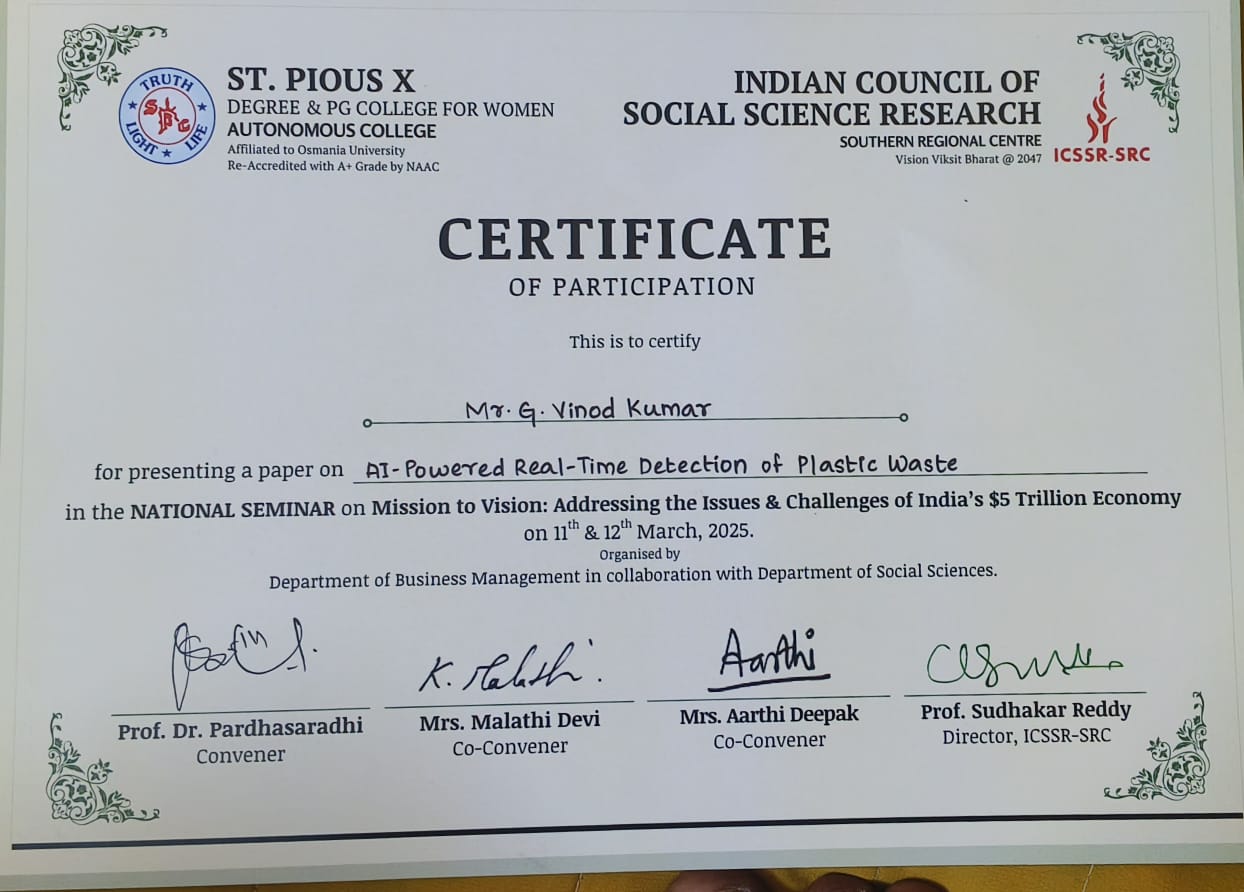 TRUTH
LIGHT
LIFE
ST. PIOUS X
DEGREE & PG COLLEGE FOR WOMEN
AUTONOMOUS COLLEGE
Affiliated to Osmania University
Re-Accredited with A+ Grade by NAAC
INDIAN COUNCIL OF
SOCIAL SCIENCE RESEARCH
SOUTHERN REGIONAL CENTRE
Vision Viksit Bharat @ 2047
ICSSR-SRC
CERTIFICATE
OF PARTICIPATION
This is to certify
Mr. G. Vinod Kumar
for presenting a paper on AI-Powered Real-Time Detection of Plastic Waste
in the NATIONAL SEMINAR on Mission to Vision: Addressing the Issues & Challenges of India's $5 Trillion Economy
on 11th & 12th March, 2025.
Organised by
Department of Business Management in collaboration with Department of Social Sciences.
K. Malathi.
Aarthi
Prof. Dr. Pardhasaradhi
Convener
Mrs. Malathi Devi
Co-Convener
Mrs. Aarthi Deepak
Co-Convener
Prof. Sudhakar Reddy
Director, ICSSR-SRC